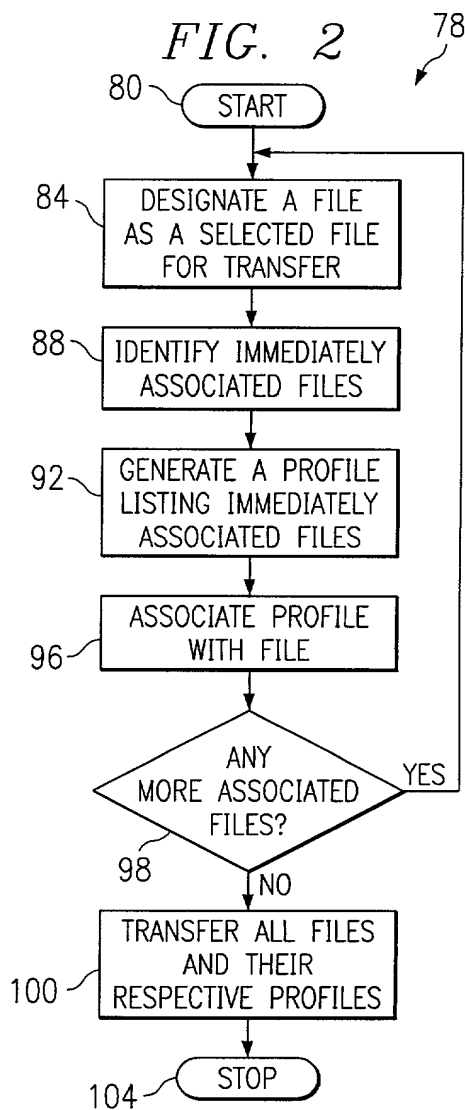 FIG. 2
78
80
START
84
DESIGNATE A FILE
AS A SELECTED FILE
FOR TRANSFER
88
IDENTIFY IMMEDIATELY
ASSOCIATED FILES
92
GENERATE A PROFILE
LISTING IMMEDIATELY
ASSOCIATED FILES
96
ASSOCIATE PROFILE
WITH FILE
ANY
MORE ASSOCIATED
FILES?
YES
98
NO
TRANSFER ALL FILES
AND THEIR
RESPECTIVE PROFILES
100
STOP
104